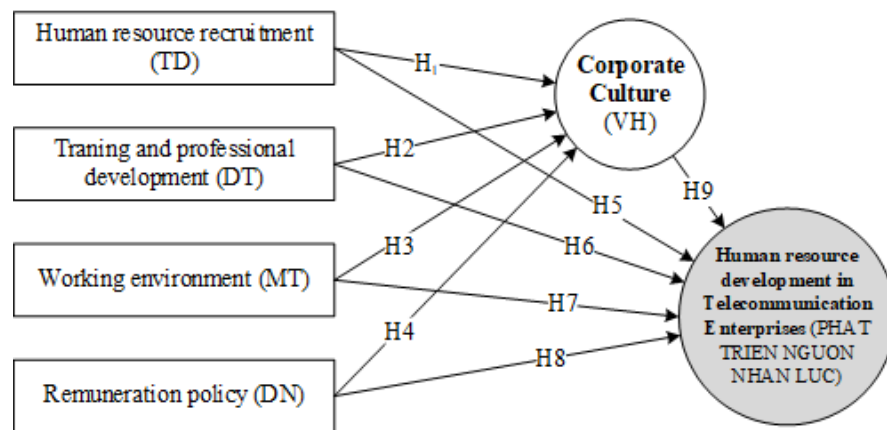 Human resource recruitment
(TD)
Traning and professional
development (DT)
Working environment (MT)
Remuneration policy (DN)
H1
H2
H3
H4
H5
H6
H7
H8
Corporate
Culture
(VH)
H9
Human resource
development in
Telecommunication
Enterprises (PHAT
TRIEN NGUON
NHAN LUC)